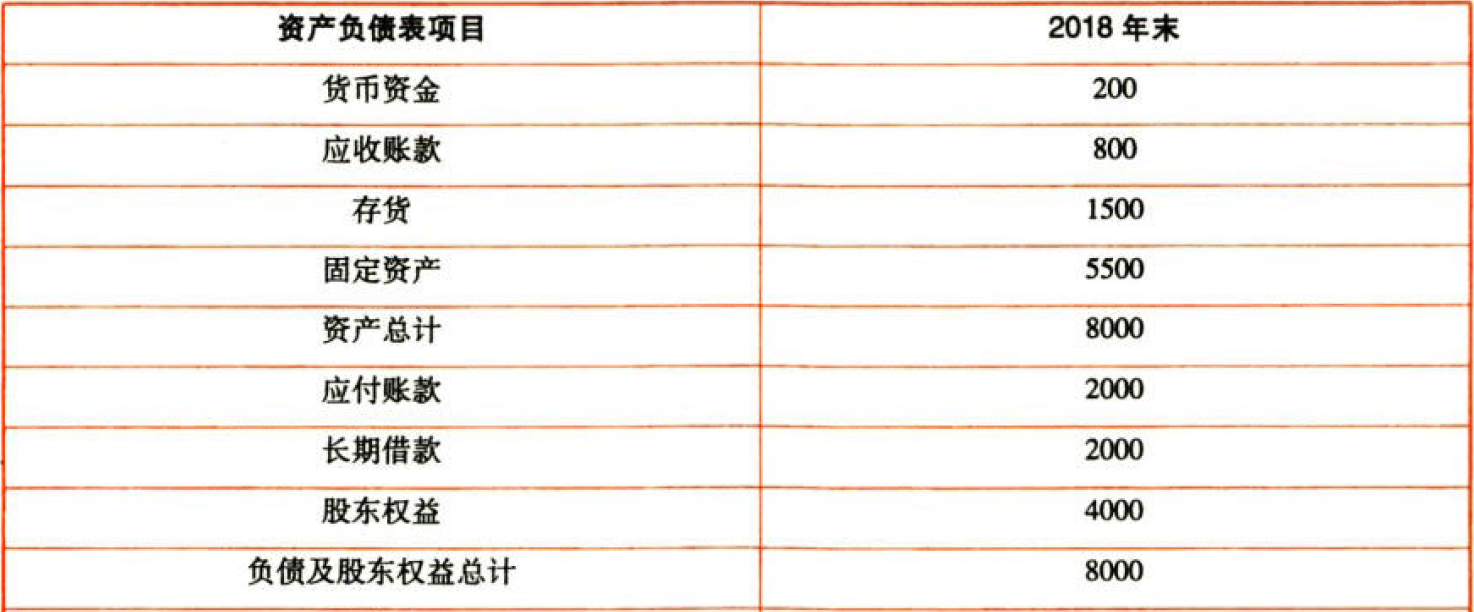 资产负债表项目 2018 年末
货币资金 200
应收账款 800
存货 1500
固定资产 5500
资产总计 8000
应付账款 2000
长期借款 2000
股东权益 4000
负债及股东权益总计 8000